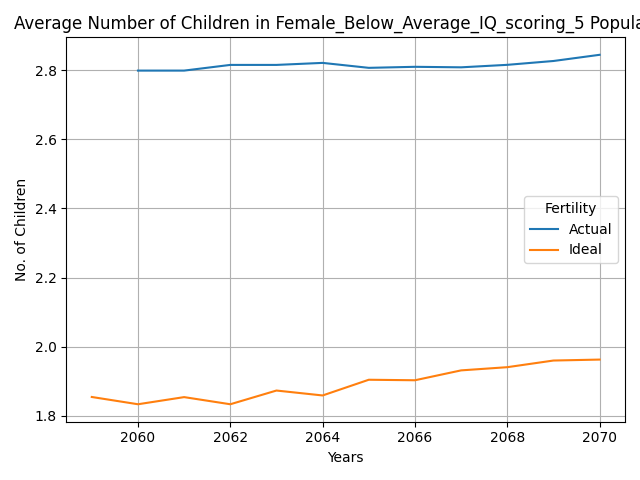 Average Number of Children in Female_Below_Average_IQ_scoring_5 Popula
2.8
2.6
2.4
2.2
2.0
1.8
No. of Children
Fertility
Actual
Ideal
2060 2062 2064 2066 2068 2070
Years